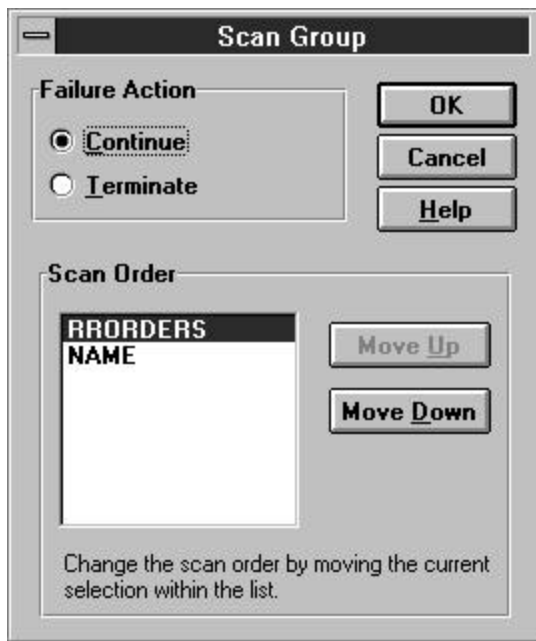 Scan Group
Failure Action
Continue
Terminate
OK
Cancel
Help
Scan Order
RRORDERS
NAME
Move Up
Move Down
Change the scan order by moving the current
selection within the list.